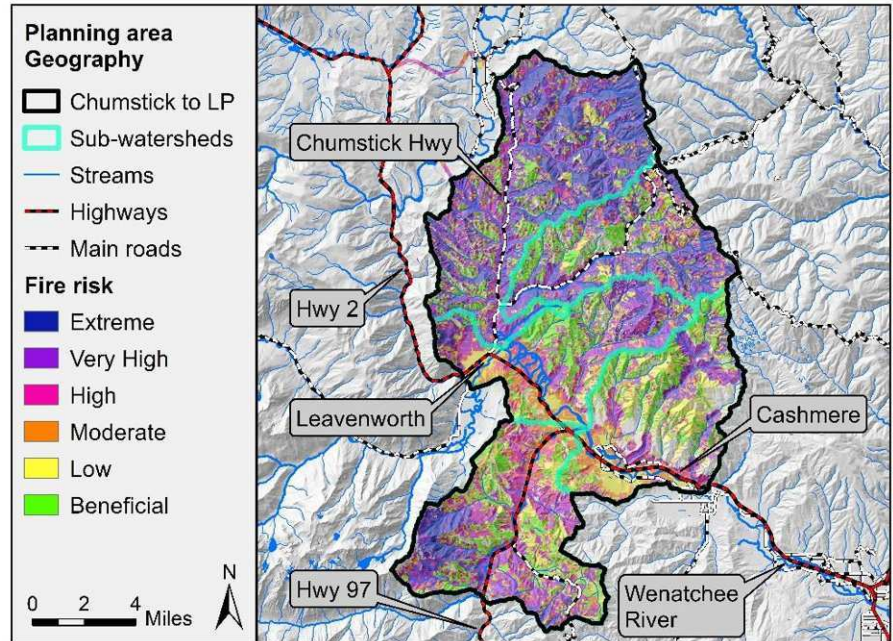 Planning area
Geography
Chumstick to LP
Sub-watersheds
Streams
Highways
Main roads
Fire risk
Extreme
Very High
High
Moderate
Low
Beneficial
N
0 2 4 Miles
Chumstick Hwy
Hwy 2
Leavenworth
Cashmere
Hwy 97
Wenatchee
River